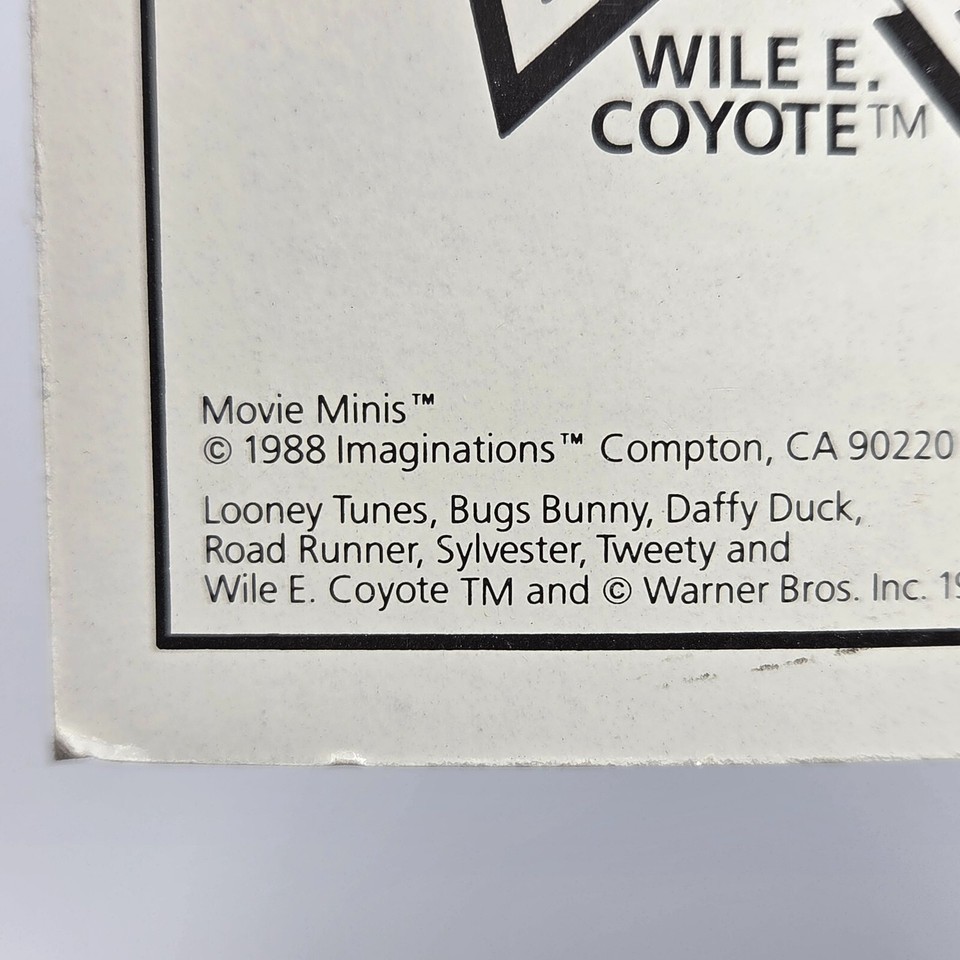 WILE E.
COYOTE™
Movie Minis™
© 1988 Imaginations™ Compton, CA 90220
Looney Tunes, Bugs Bunny, Daffy Duck,
Road Runner, Sylvester, Tweety and
Wile E. Coyote TM and © Warner Bros. Inc.